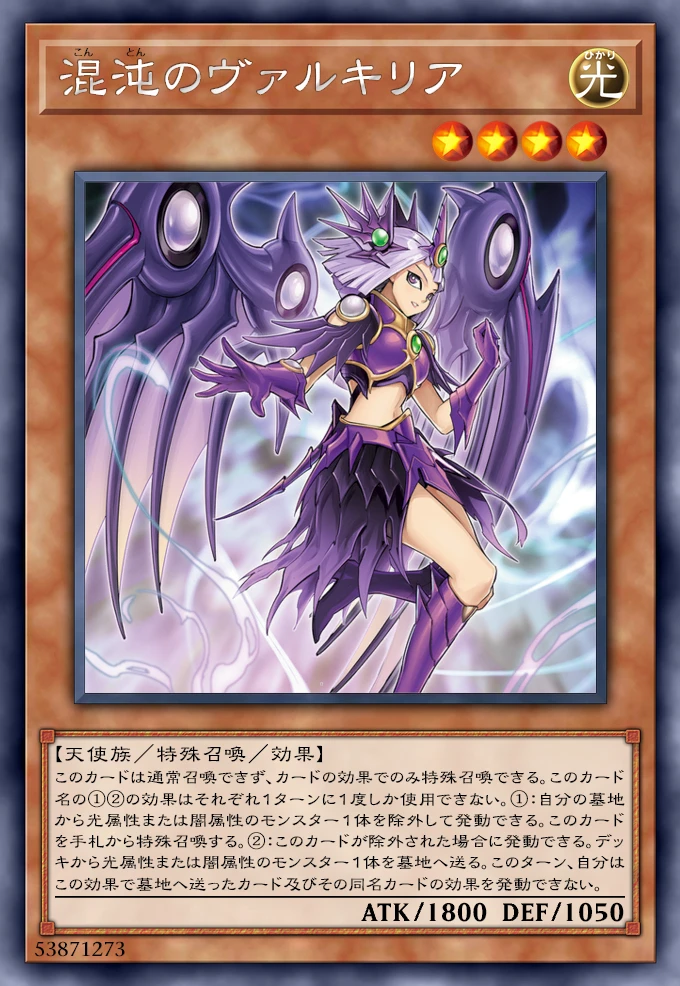 こん とん
混沌のヴァルキリア
ひかり
光
【天使族／特殊召喚／効果】
このカードは通常召喚できず、カードの効果でのみ特殊召喚できる。このカード
名の①②の効果はそれぞれ１ターンに１度しか使用できない。①：自分の墓地
から光属性または闇属性のモンスター１体を除外して発動できる。このカード
を手札から特殊召喚する。②：このカードが除外された場合に発動できる。デッ
キから光属性または闇属性のモンスター１体を墓地へ送る。このターン、自分は
この効果で墓地へ送ったカード及びその同名カードの効果を発動できない。
ATK/1800 DEF/1050
53871273